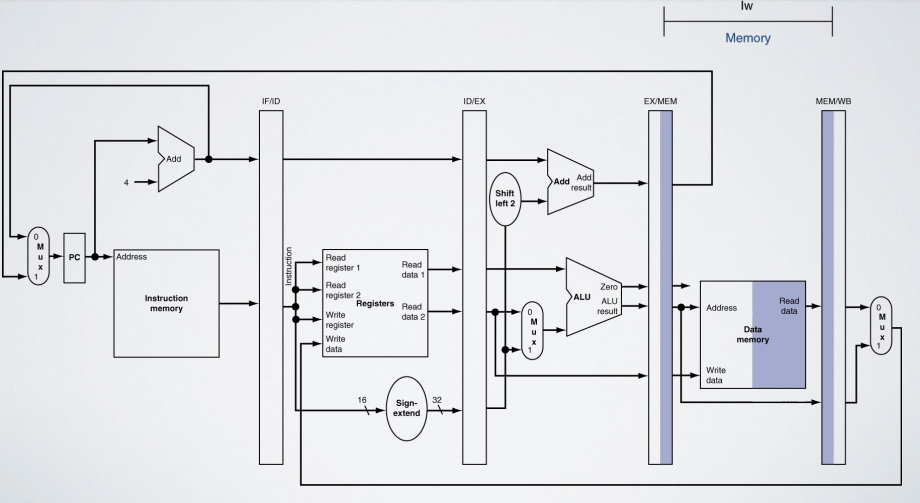 lw
Memory
IF/ID
ID/EX
EX/MEM
MEM/WB
Add
4
Shift
left 2
Add
Add
result
0
M
u
x
1
PC
Address
Instruction
memory
Instruction
Read
register 1
Read
register 2
Write
register
Write
data
Registers
Read
data 1
Read
data 2
0
M
u
x
1
ALU
Zero
ALU
result
Address
Read
data
Data
memory
Write
data
0
M
u
x
1
16
Sign-
extend
32